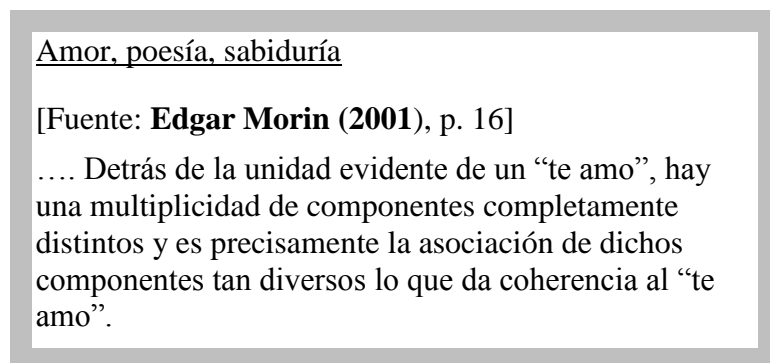 Amor, poesía, sabiduría
[Fuente: Edgar Morin (2001), p. 16]
…. Detrás de la unidad evidente de un “te amo”, hay
una multiplicidad de componentes completamente
distintos y es precisamente la asociación de dichos
componentes tan diversos lo que da coherencia al “te
amo”.